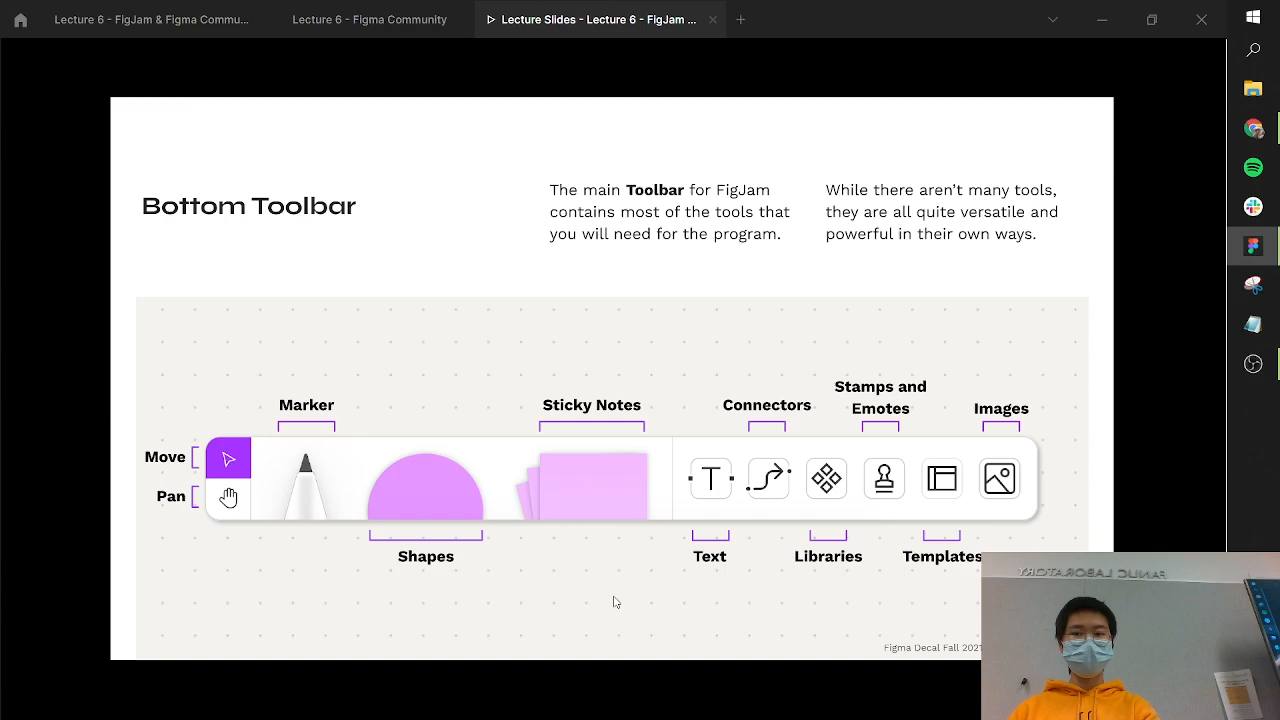 Lecture 6 - FigJam & Figma Commu...
Lecture 6 - Figma Community
Lecture Slides - Lecture 6 - FigJam ...
Bottom Toolbar
The main Toolbar for FigJam
contains most of the tools that
you will need for the program.
While there aren't many tools,
they are all quite versatile and
powerful in their own ways.
Marker
Sticky Notes
Connectors
Stamps and
Emotes
Images
Move
Pan
T
Shapes
Text
Libraries
Templates
Figma Decal Fall 2021
FANUC LABORATORY